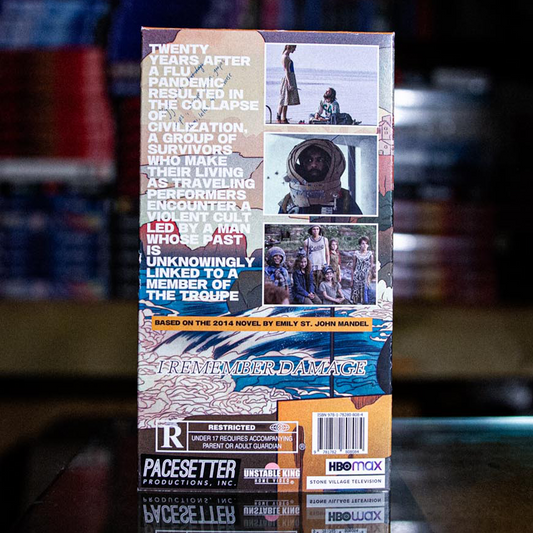 TWENTY
YEARS AFTER
A FLU
PANDEMIC
RESULTED IN
THE COLLAPSE
OF
CIVILIZATION,
A GROUP OF
SURVIVORS
WHO MAKE
THEIR LIVING
AS TRAVELING
PERFORMERS
ENCOUNTER A
VIOLENT CULT
LED BY A MAN
WHOSE PAST
IS
UNKNOWINGLY
LINKED TO A
MEMBER OF
THE TROUPE
BASED ON THE 2014 NOVEL BY EMILY ST. JOHN MANDEL
I REMEMBER DAMAGE
R
RESTRICTED
UNDER 17 REQUIRES ACCOMPANYING
PARENT OR ADULT GUARDIAN
®
PACESETTER
PRODUCTIONS, INC.
UNSTABLE KING
HOME VIDEO
HBOMAX
STONE VILLAGE TELEVISION